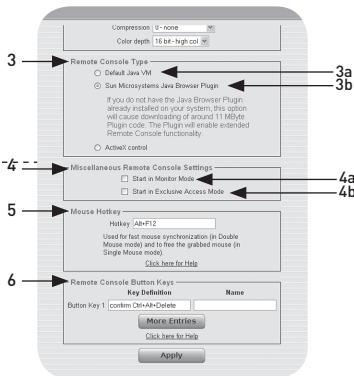 Compression 0 - none
Color depth 16 bit - high col
3
Remote Console Type
Default Java VM
3a
Sun Microsystems Java Browser Plugin
3b
If you do not have the Java Browser Plugin
already installed on your system, this option
will cause downloading of around 11 MByte
Plugin code. The Plugin will enable extended
Remote Console functionality.
ActiveX control
4
Miscellaneous Remote Console Settings
Start in Monitor Mode
4a
Start in Exclusive Access Mode
4b
5
Mouse Hotkey
Hotkey Alt+F12
Used for fast mouse synchronization (in Double
Mouse mode) and to free the grabbed mouse (in
Single Mouse mode).
Click here for Help
6
Remote Console Button Keys
Key Definition Name
Button Key 1 confirm Ctrl+Alt+Delete
More Entries
Click here for Help
Apply